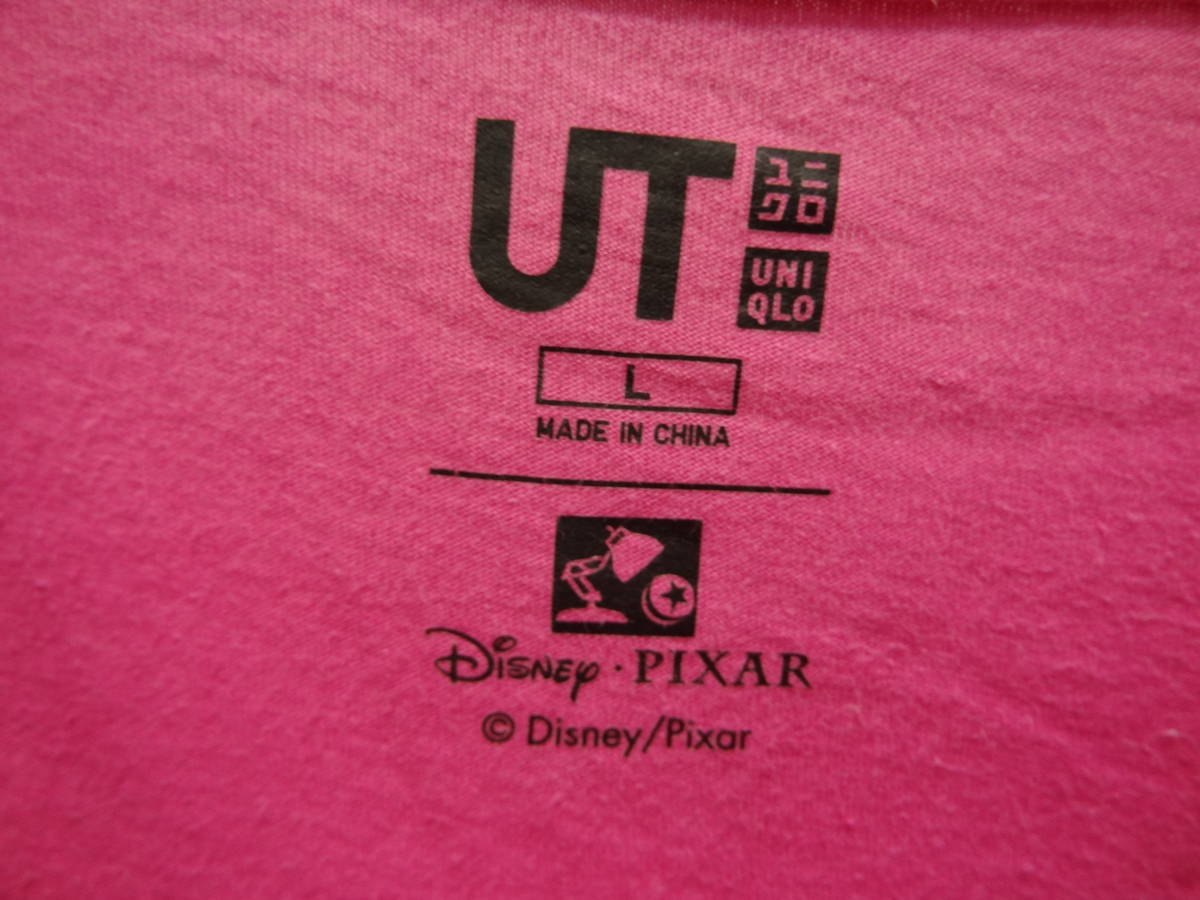 UT
ユニ
クロ
UNI
QLO
L
MADE IN CHINA
Disney · PIXAR
© Disney/Pixar